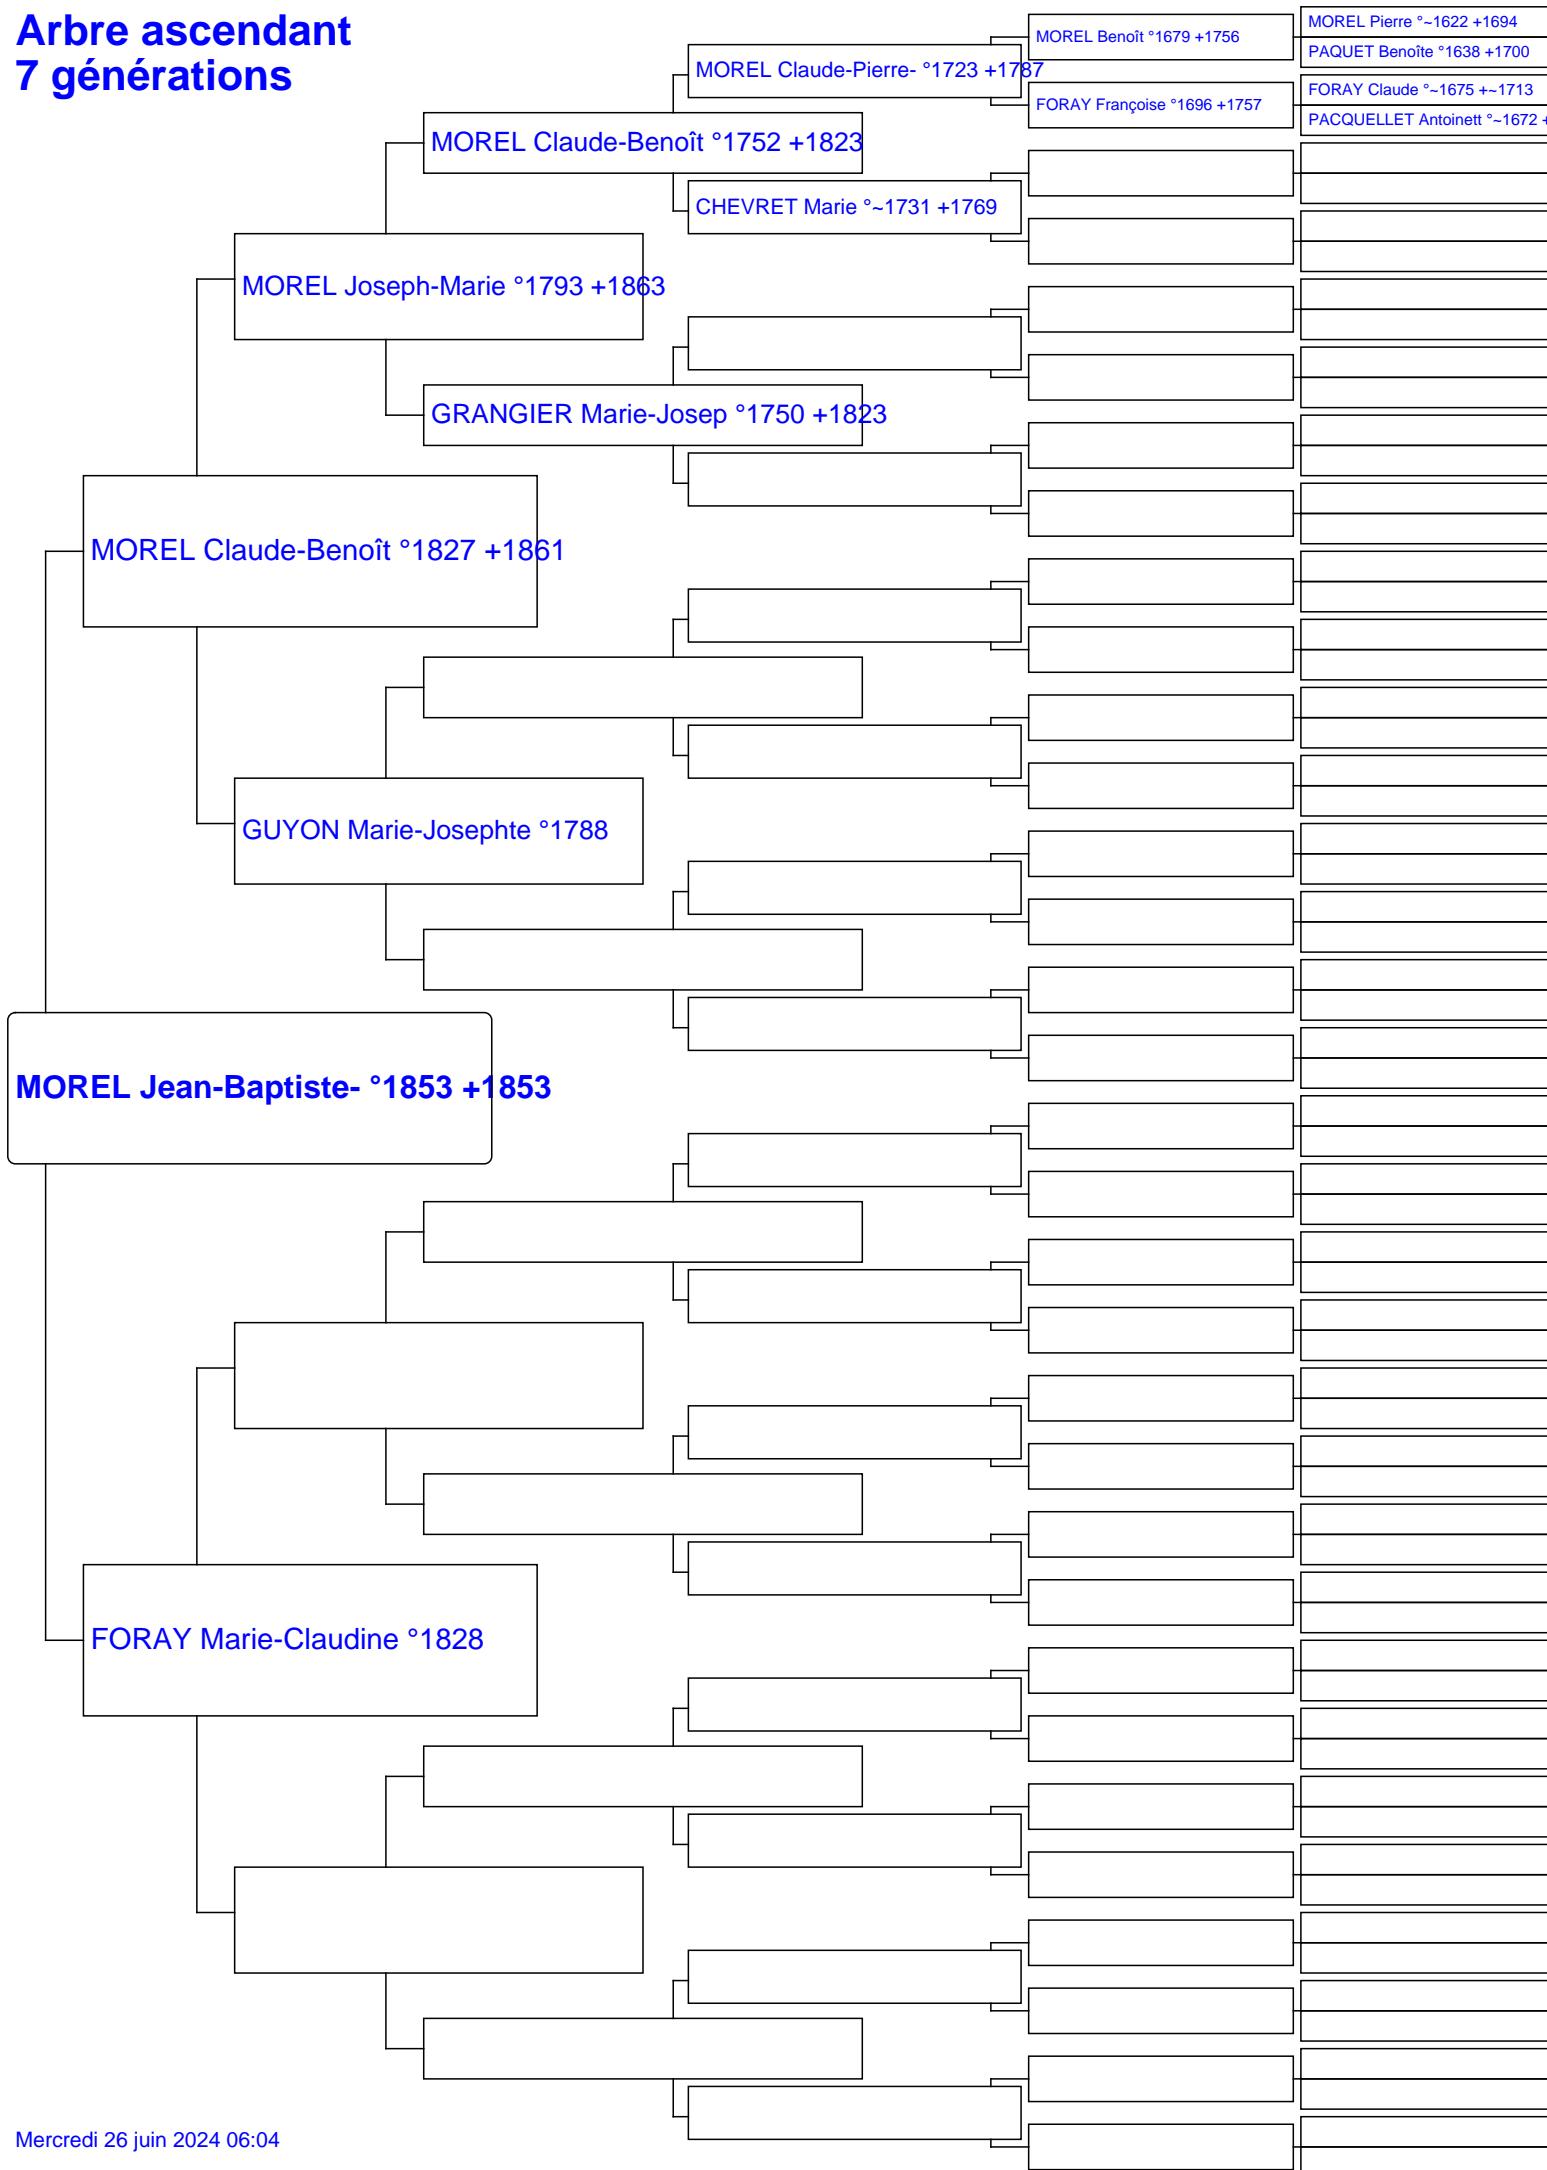 Arbre ascendant
7 générations
MOREL Pierre °~1622 +1694
MOREL Benoît °1679 +1756
PAQUET Benoîte °1638 +1700
MOREL Claude-Pierre- °1723 +1787
FORAY Claude °~1675 +~1713
FORAY Françoise °1696 +1757
PACQUELLET Antoinett °~1672 +
MOREL Claude-Benoît °1752 +1823
CHEVRET Marie °~1731 +1769
MOREL Joseph-Marie °1793 +1863
GRANGIER Marie-Josep °1750 +1823
MOREL Claude-Benoît °1827 +1861
GUYON Marie-Josephte °1788
MOREL Jean-Baptiste- °1853 +1853
FORAY Marie-Claudine °1828
Mercredi 26 juin 2024 06:04